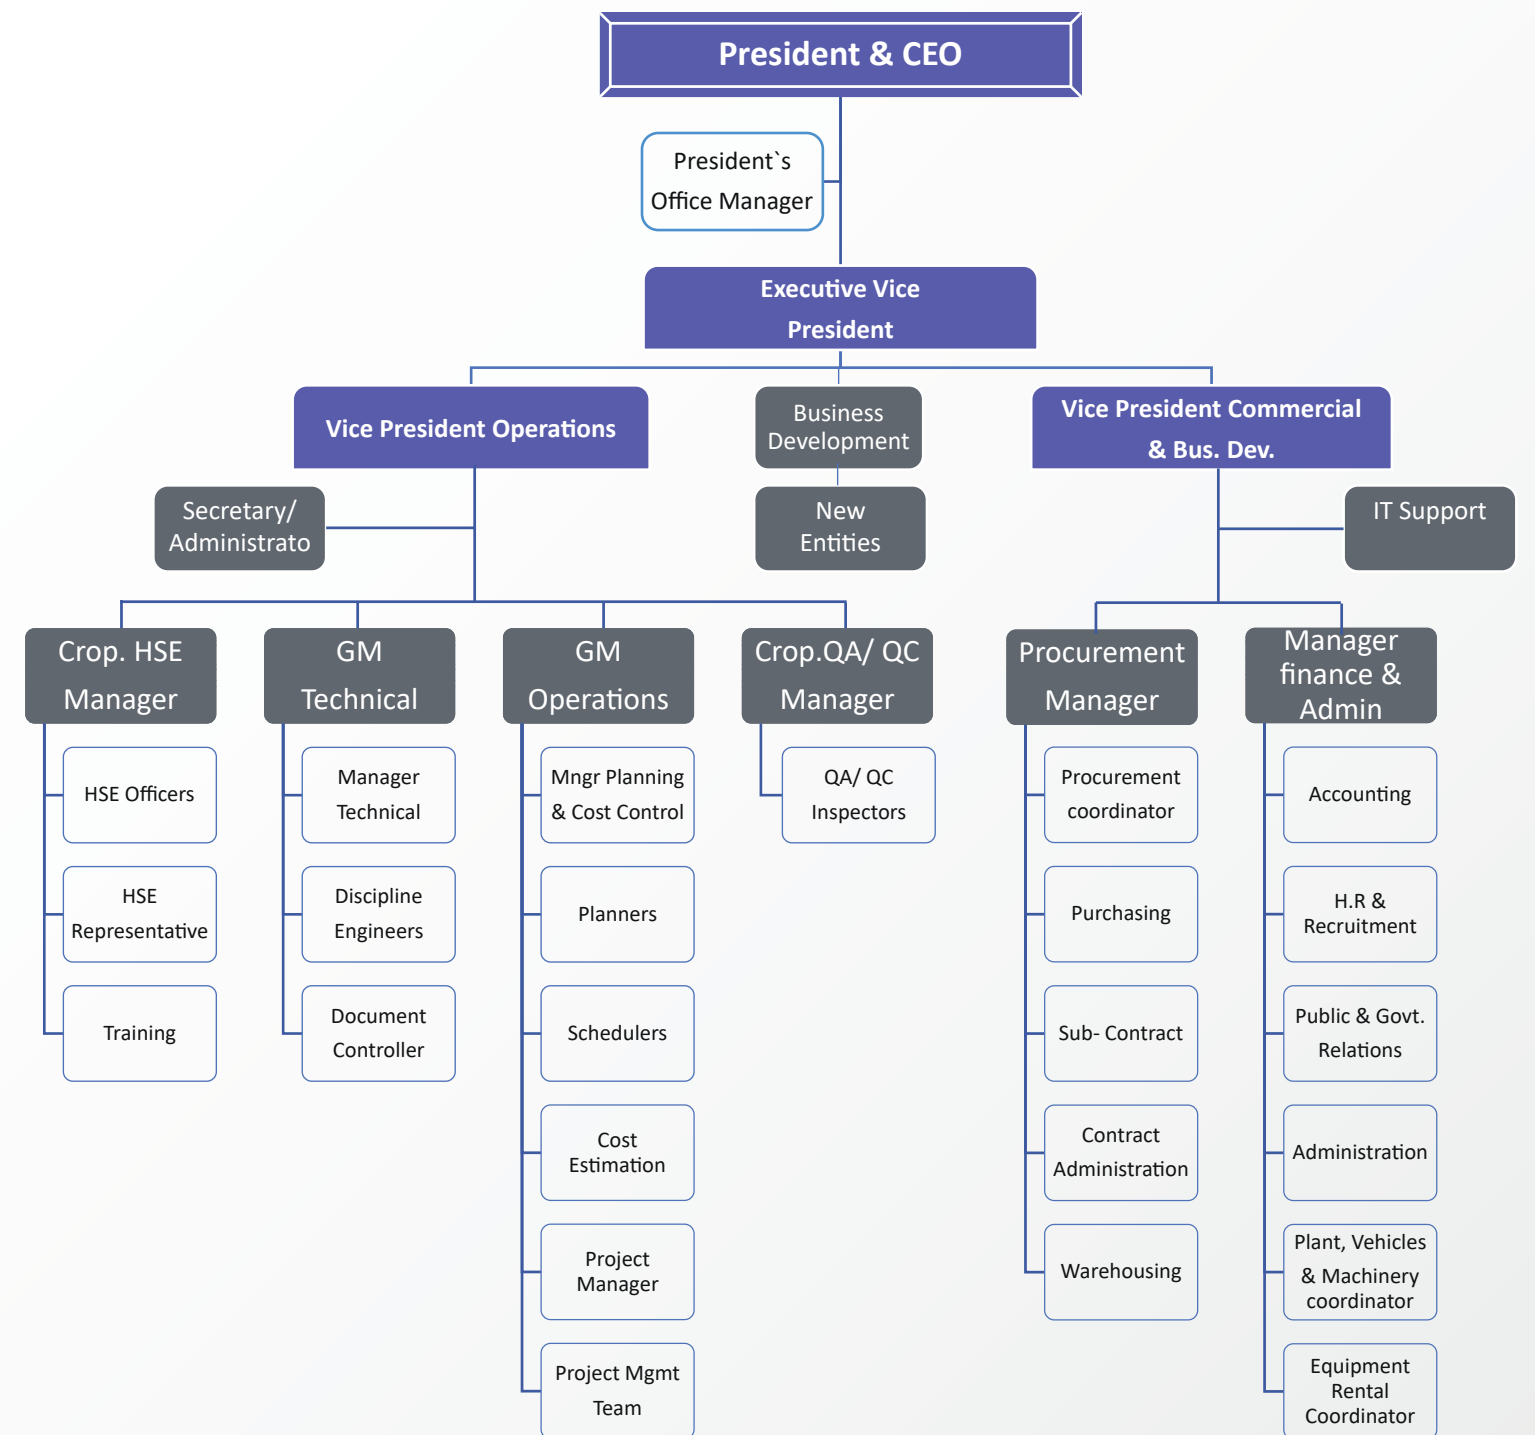 President & CEO
President`s
Office Manager
Executive Vice
President
Vice President Operations
Business
Development
Vice President Commercial
& Bus. Dev.
Secretary/
Administrato
New
Entities
IT Support
Crop. HSE
Manager
GM
Technical
GM
Operations
Crop.QA/ QC
Manager
Procurement
Manager
Manager
finance &
Admin
HSE Officers
HSE
Representative
Training
Manager
Technical
Discipline
Engineers
Document
Controller
Mngr Planning
& Cost Control
Planners
Schedulers
Cost
Estimation
Project
Manager
Project Mgmt
Team
QA/ QC
Inspectors
Procurement
coordinator
Purchasing
Sub- Contract
Contract
Administration
Warehousing
Accounting
H.R &
Recruitment
Public & Govt.
Relations
Administration
Plant, Vehicles
& Machinery
coordinator
Equipment
Rental
Coordinator